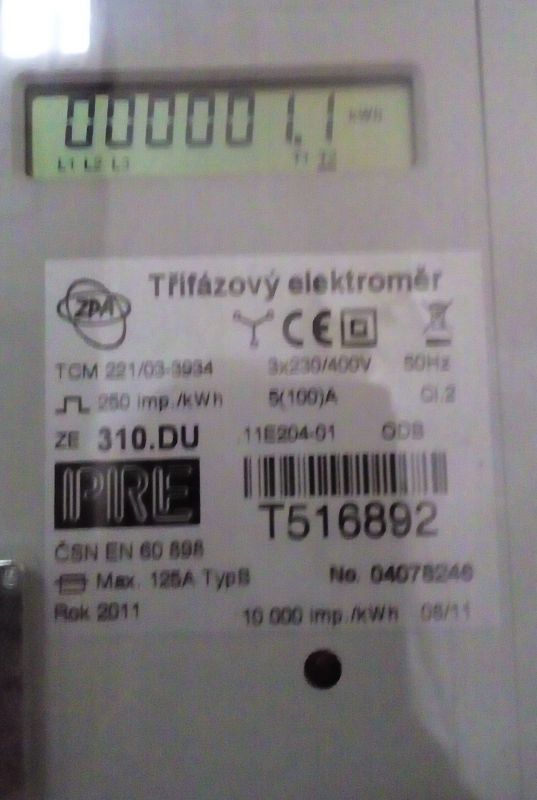 000001.1 kWh
L1 L2 L3 T1 T2
ZPA Třífázový elektroměr
CE
TCM 221/03-3934 3x230/400V 50Hz
250 imp./kWh 5(100)A Cl.2
ZE 310.DU .11E204-01
PRE
T516892
ČSN EN 60 898
Max. 125A TypB No. 04078246
Rok 2011 10 000 imp./kWh 06/11